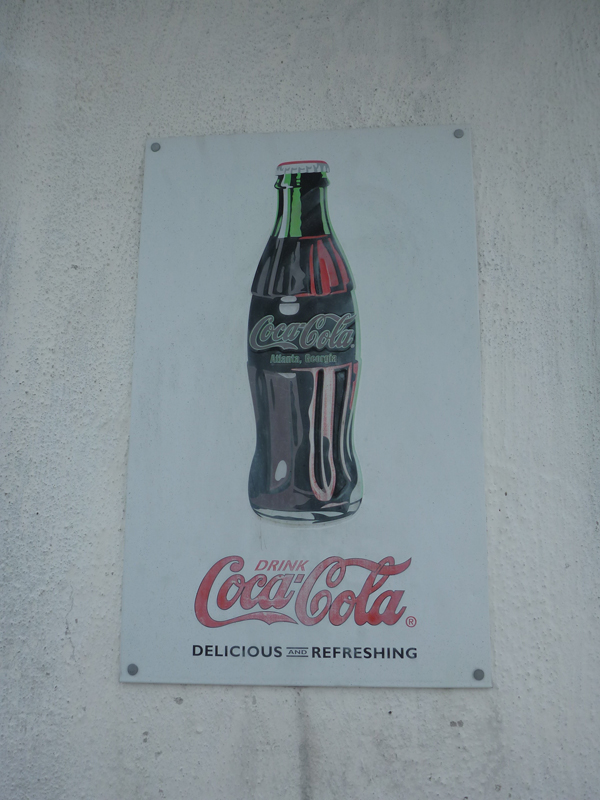 Coca-Cola
Atlanta, Georgia
DRINK
Coca-Cola ®
DELICIOUS AND REFRESHING